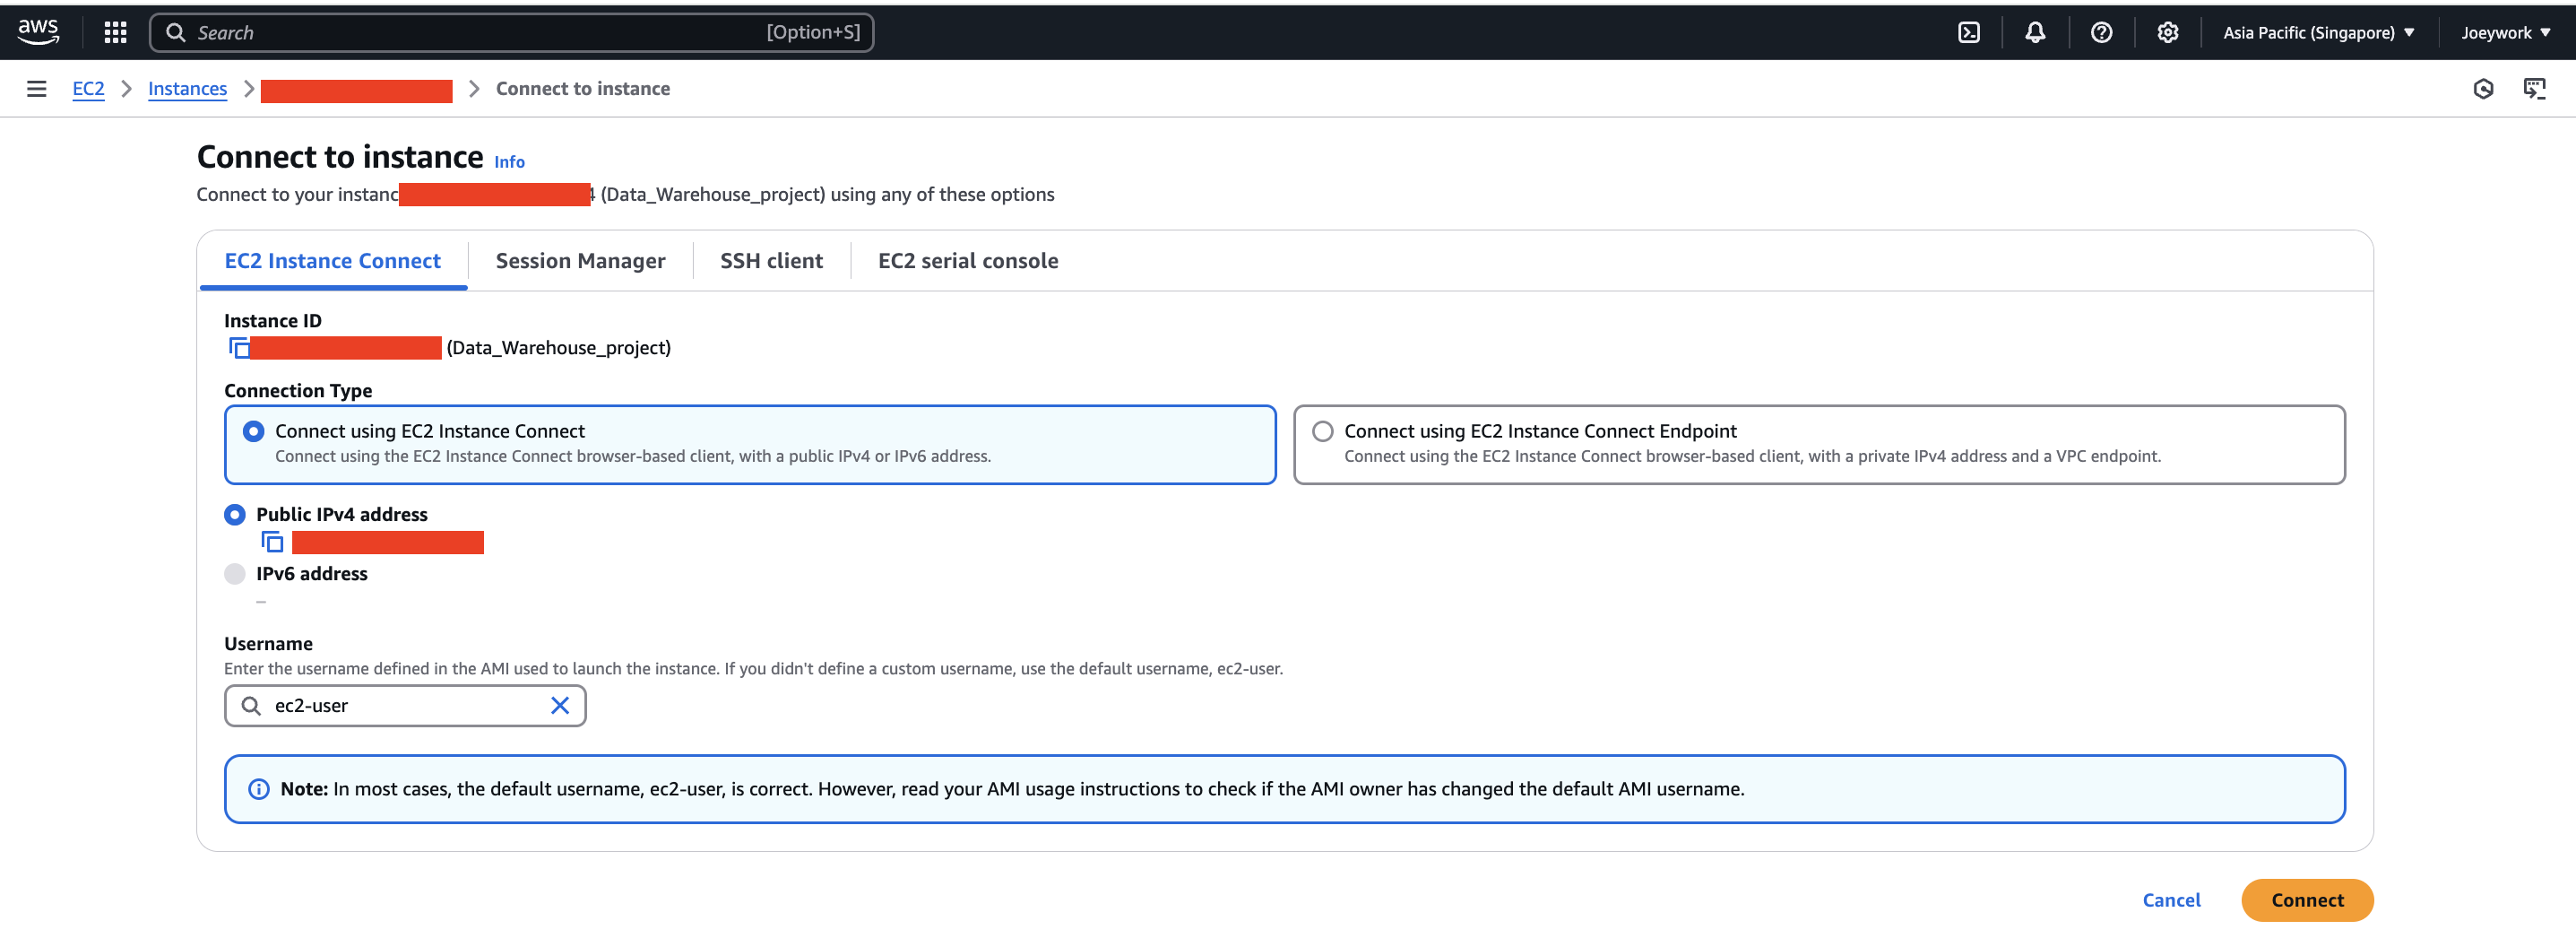 aws
Search [Option+S]
Asia Pacific (Singapore) Joeywork
EC2 Instances Connect to instance
Connect to instance Info
Connect to your instanc 4 (Data_Warehouse_project) using any of these options
EC2 Instance Connect Session Manager SSH client EC2 serial console
Instance ID
(Data_Warehouse_project)
Connection Type
Connect using EC2 Instance Connect
Connect using the EC2 Instance Connect browser-based client, with a public IPv4 or IPv6 address.
Connect using EC2 Instance Connect Endpoint
Connect using the EC2 Instance Connect browser-based client, with a private IPv4 address and a VPC endpoint.
Public IPv4 address
IPv6 address
–
Username
Enter the username defined in the AMI used to launch the instance. If you didn't define a custom username, use the default username, ec2-user.
ec2-user
Note: In most cases, the default username, ec2-user, is correct. However, read your AMI usage instructions to check if the AMI owner has changed the default AMI username.
Cancel Connect